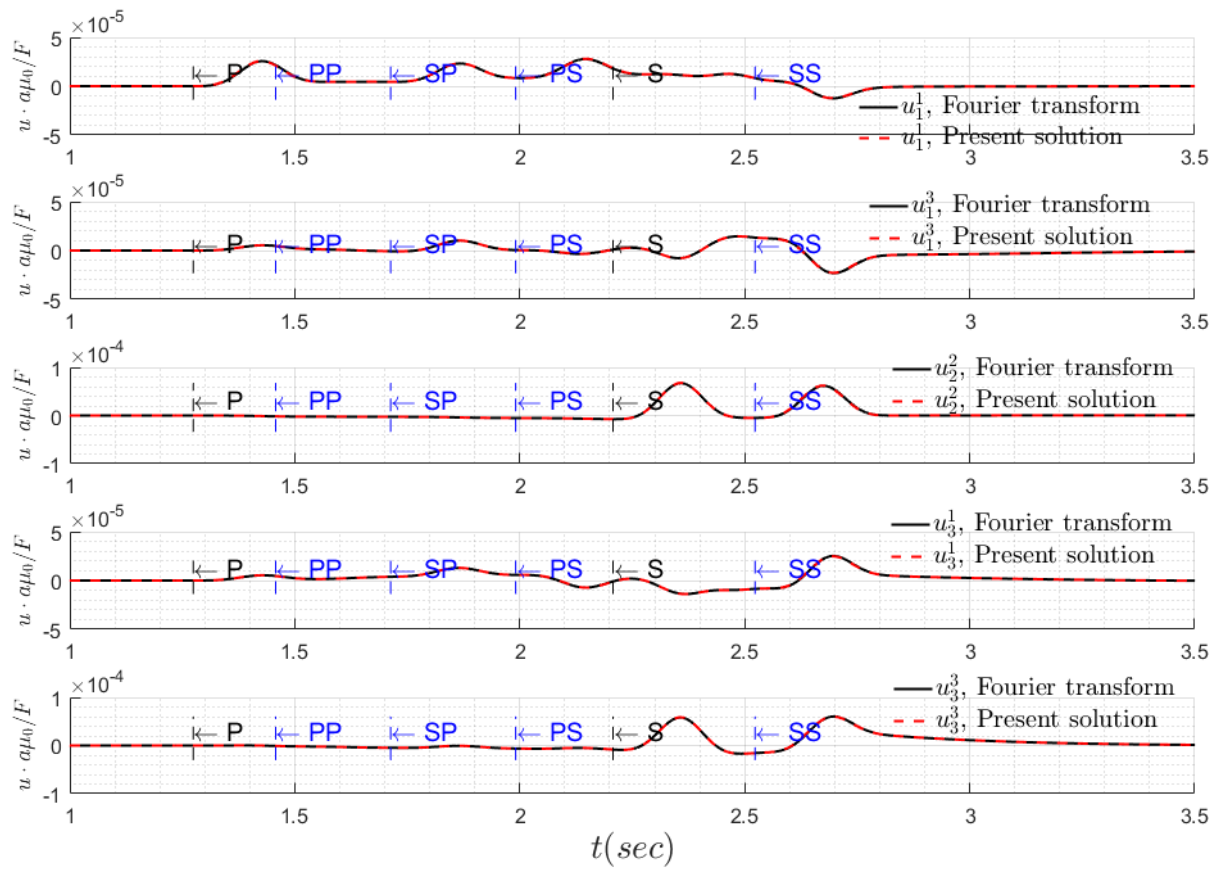 ×10⁻⁵
5
0
-5
u · aμ₀/F
P
PP
SP
PS
S
SS
u₁¹, Fourier transform
u₁¹, Present solution
1
1.5
2
2.5
3
3.5
×10⁻⁵
5
0
-5
u · aμ₀/F
P
PP
SP
PS
S
SS
u₁³, Fourier transform
u₁³, Present solution
1
1.5
2
2.5
3
3.5
×10⁻⁴
1
0
-1
u · aμ₀/F
P
PP
SP
PS
S
SS
u₂², Fourier transform
u₂², Present solution
1
1.5
2
2.5
3
3.5
×10⁻⁵
5
0
-5
u · aμ₀/F
P
PP
SP
PS
S
SS
u₃¹, Fourier transform
u₃¹, Present solution
1
1.5
2
2.5
3
3.5
×10⁻⁴
1
0
-1
u · aμ₀/F
P
PP
SP
PS
S
SS
u₃³, Fourier transform
u₃³, Present solution
1
1.5
2
2.5
3
3.5
t(sec)